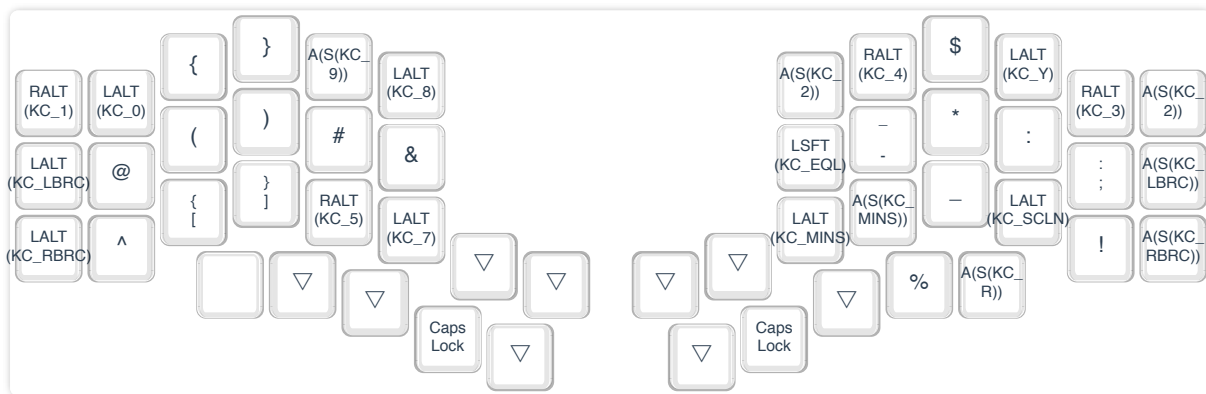 RALT
(KC_1)
LALT
(KC_0)
{
}
A(S(KC_
9))
LALT
(KC_8)
A(S(KC_
2))
RALT
(KC_4)
$
LALT
(KC_Y)
RALT
(KC_3)
A(S(KC_
2))
LALT
(KC_LBRC)
@
(
)
#
&
LSFT
(KC_EQL)
_
-
*
:
:
;
A(S(KC_
LBRC))
LALT
(KC_RBRC)
^
{
[
}
]
RALT
(KC_5)
LALT
(KC_7)
LALT
(KC_MINS)
A(S(KC_
MINS))
_
LALT
(KC_SCLN)
!
A(S(KC_
RBRC))
▽
▽
▽
▽
▽
▽
▽
%
A(S(KC_
R))
Caps
Lock
▽
▽
Caps
Lock